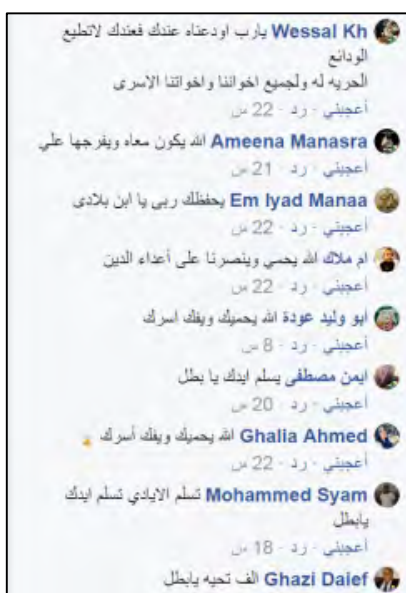 Wessal Kh يارب اودعناه عندك فعندك لاتطيع
الودائع
الحريه له ولجميع اخواننا واخواتنا الاسرى
أعجبني · رد · 22 س
Ameena Manasra الله يكون معاه ويفرجها علي
أعجبني · رد · 21 س
Em Iyad Manaa يحفظك ربي يا ابن بلادي
أعجبني · رد · 22 س
ام ملاك الله يحمي وينصرنا على أعداء الدين
أعجبني · رد · 22 س
ابو وليد عودة الله يحميك ويفك اسرك
أعجبني · رد · 8 س
ايمن مصطفى يسلم ايدك يا بطل
أعجبني · رد · 20 س
Ghalia Ahmed الله يحميك ويفك أسرك
أعجبني · رد · 22 س
Mohammed Syam تسلم الايادي تسلم ايدك
يابطل
أعجبني · رد · 18 س
Ghazi Daief الف تحيه يابطل